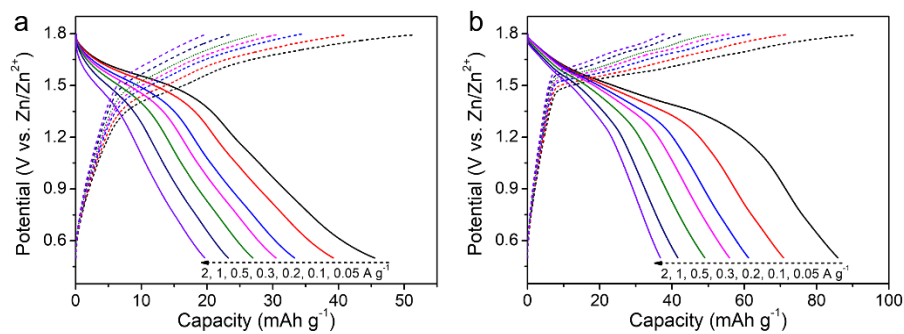 a
1.8
1.5
1.2
0.9
0.6
Potential (V vs. Zn/Zn²⁺)
2, 1, 0.5, 0.3, 0.2, 0.1, 0.05 A g⁻¹
0 10 20 30 40 50
Capacity (mAh g⁻¹)
b
1.8
1.5
1.2
0.9
0.6
Potential (V vs. Zn/Zn²⁺)
2, 1, 0.5, 0.3, 0.2, 0.1, 0.05 A g⁻¹
0 20 40 60 80 100
Capacity (mAh g⁻¹)